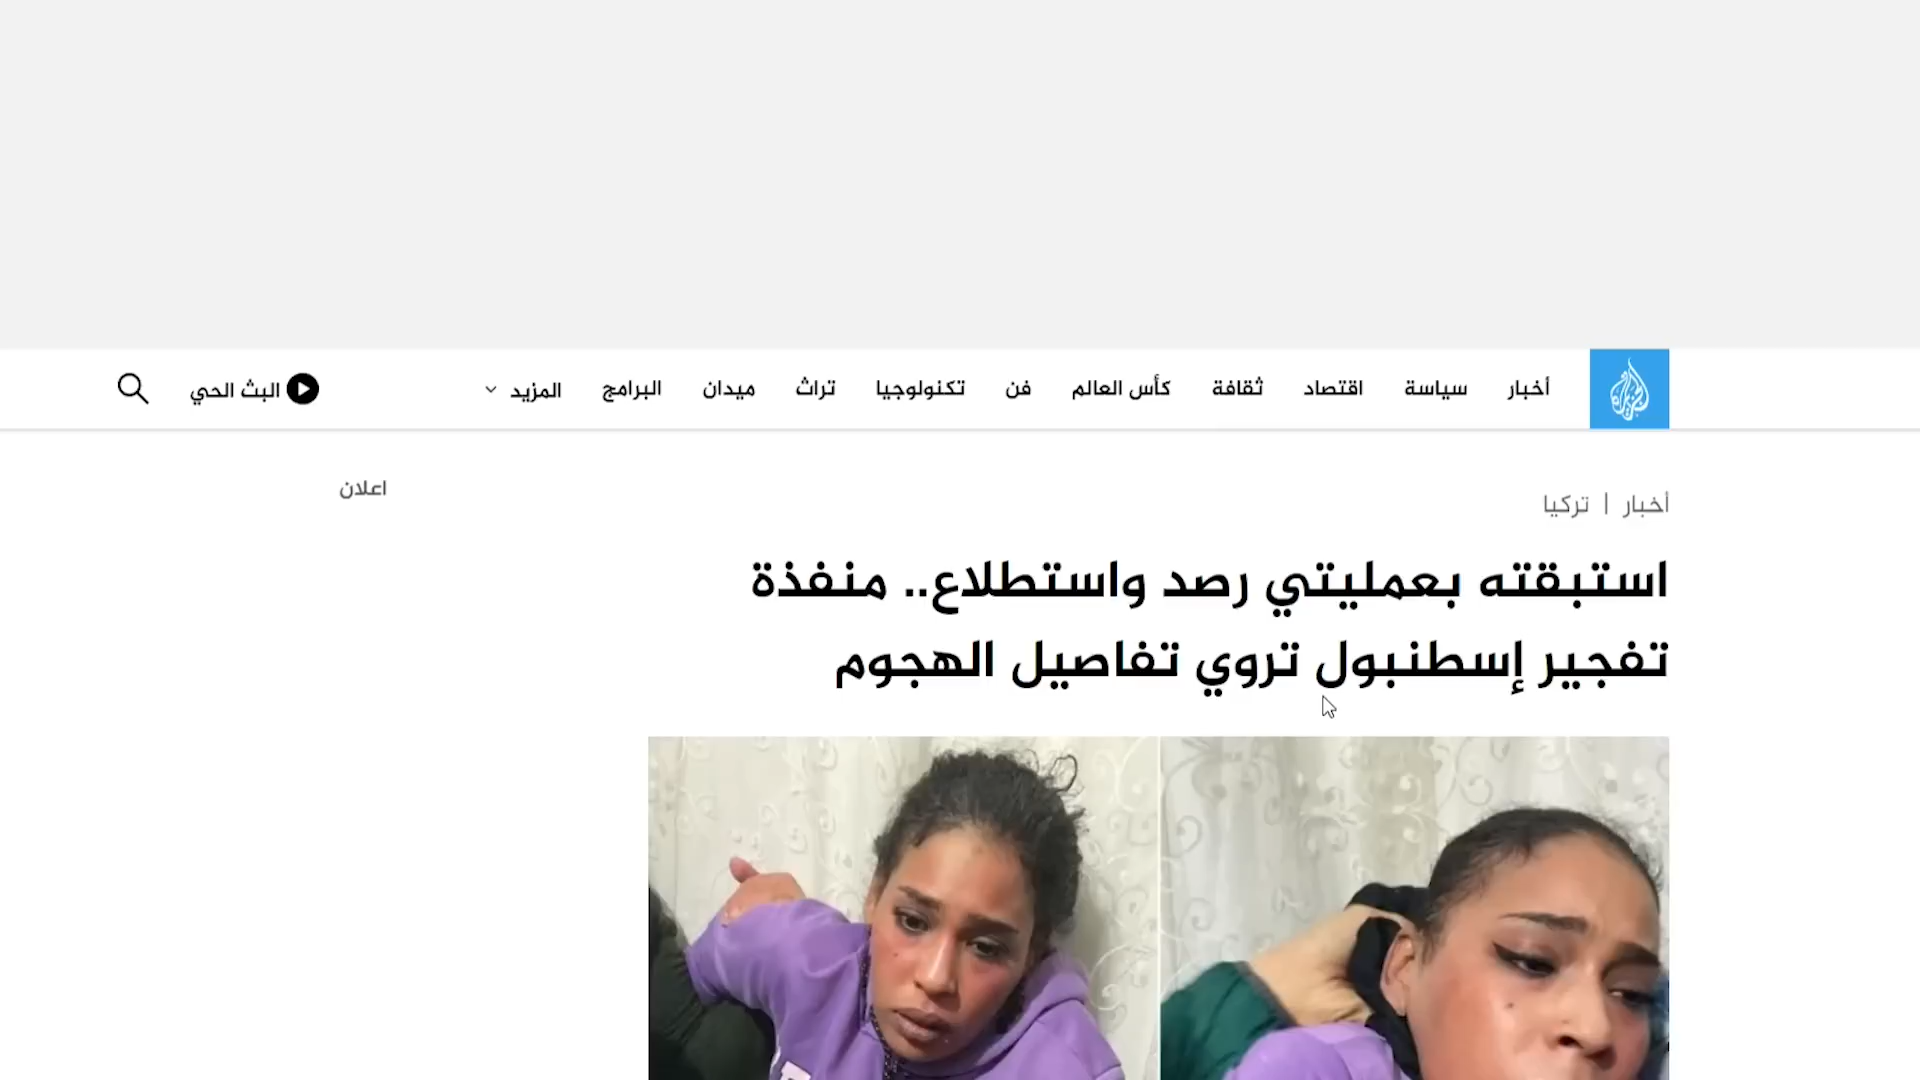 أخبار
سياسة
اقتصاد
ثقافة
كأس العالم
فن
تكنولوجيا
تراث
ميدان
البرامج
المزيد
البث الحي
أخبار | تركيا
اعلان
استبقته بعمليتي رصد واستطلاع.. منفذة
تفجير إسطنبول تروي تفاصيل الهجوم